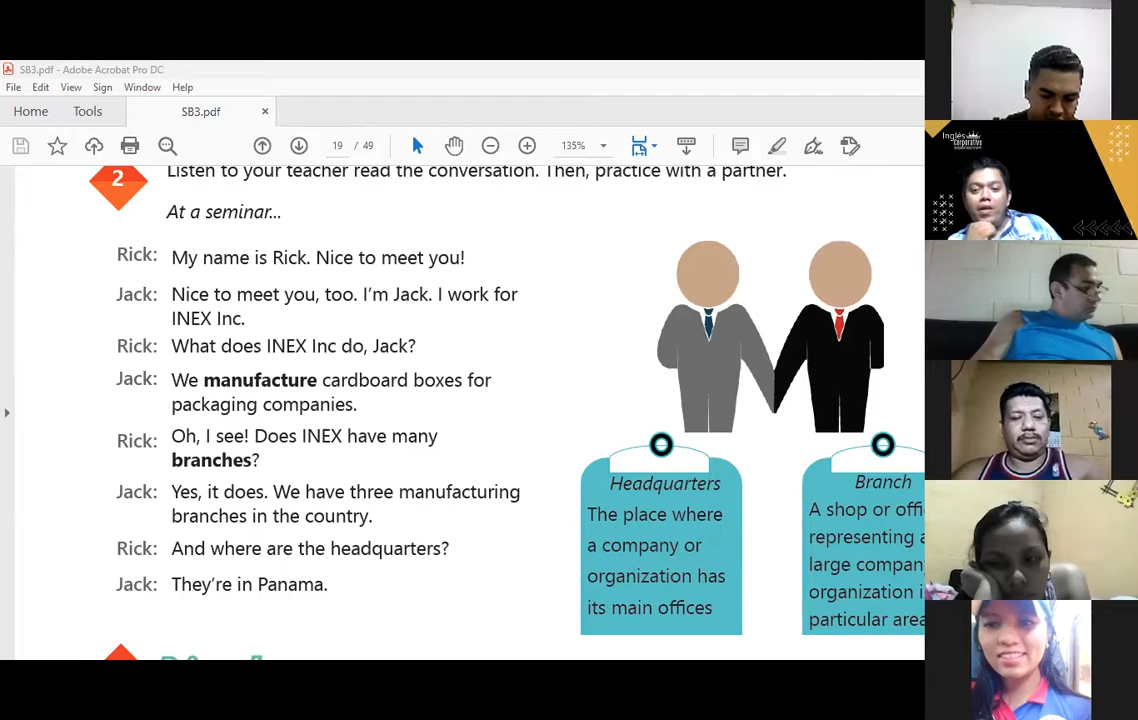 SB3.pdf - Adobe Acrobat Pro DC
File Edit View Sign Window Help
Home Tools SB3.pdf ×
19 / 49 135%
2 Listen to your teacher read the conversation. Then, practice with a partner.
At a seminar...
Rick: My name is Rick. Nice to meet you!
Jack: Nice to meet you, too. I'm Jack. I work for
INEX Inc.
Rick: What does INEX Inc do, Jack?
Jack: We manufacture cardboard boxes for
packaging companies.
Rick: Oh, I see! Does INEX have many
branches?
Jack: Yes, it does. We have three manufacturing
branches in the country.
Rick: And where are the headquarters?
Jack: They're in Panama.
Headquarters
The place where
a company or
organization has
its main offices
Branch
A shop or offi
representing a
large compan
organization i
particular area
Inglés
Corporativo